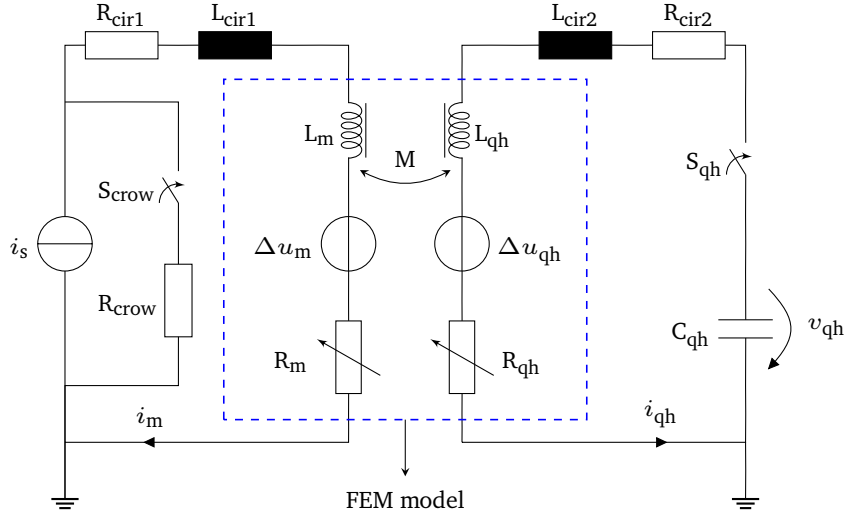 R_cir1 L_cir1 L_cir2 R_cir2
L_m M L_qh
S_crow S_qh
i_s Δu_m Δu_qh
R_crow C_qh v_qh
R_m R_qh
i_m i_qh
FEM model